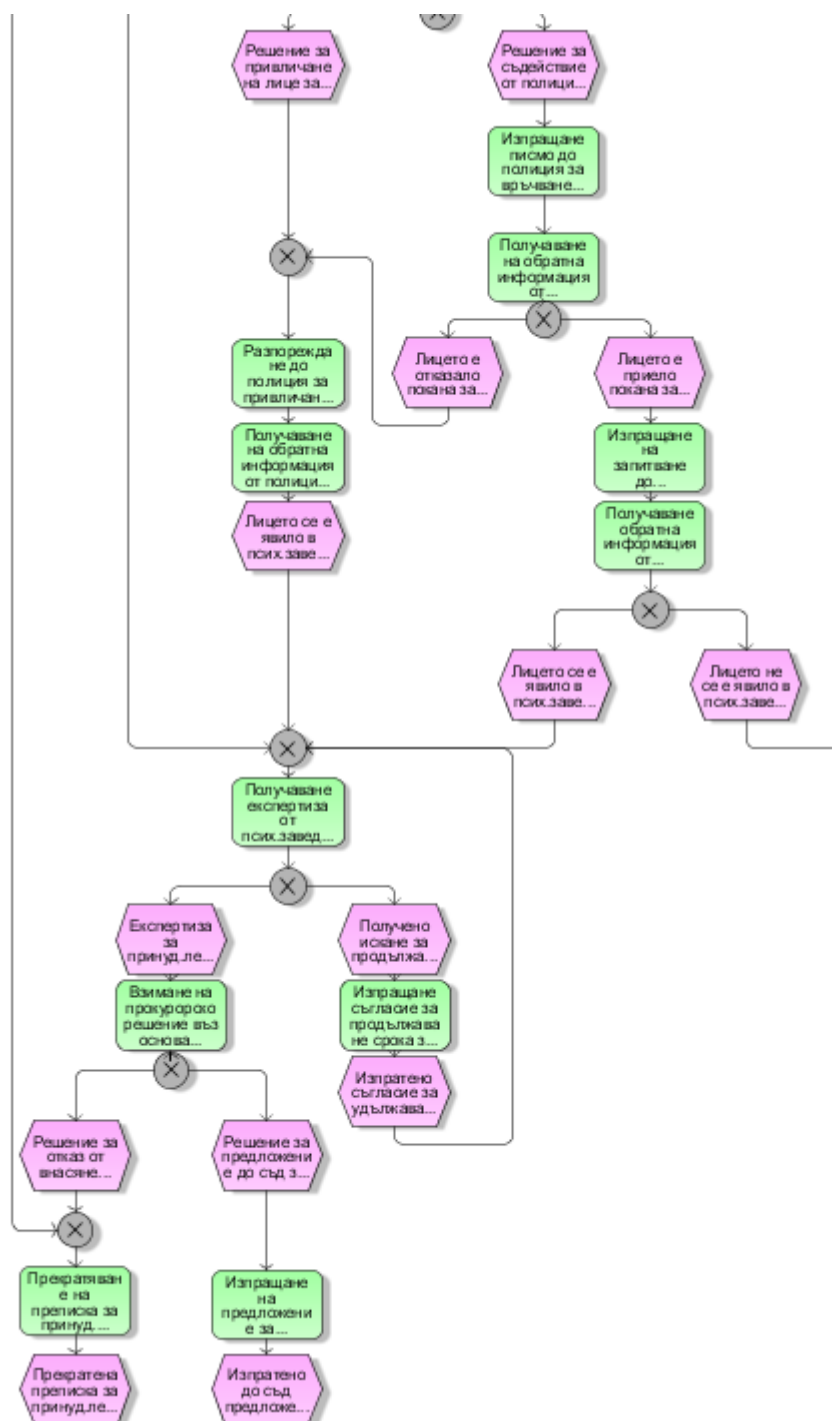 Решение за
привличане
на лице за...
Решение за
съдействие
от полици...
Изпращане
писмо до
полиция за
връчване...
Получаване
на обратна
информация
от...
Разпорежда
не до
полиция за
привличан...
Лицето е
отказало
покана за...
Лицето е
приело
покана за...
Получаване
на обратна
информация
от полици...
Изпращане
на
запитване
до...
Лицето се е
явило в
псих.заве...
Получаване
обратна
информация
от...
Лицето се е
явило в
псих.заве...
Лицето не
се е явило в
псих.заве...
Получаване
експертиза
от
псих.завед...
Експертиза
за
принуд.ле...
Получено
искане за
продължа...
Взимане на
прокурорско
решение въз
основа...
Изпращане
съгласие за
продължава
не срока з...
Изпратено
съгласие за
удължава...
Решение за
отказ от
внасяне...
Решение за
предложени
е до съд з...
Прекратяван
е на
преписка за
принуд....
Изпращане
на
предложени
е за...
Прекратена
преписка за
принуд.ле...
Изпратено
до съд
предложе...